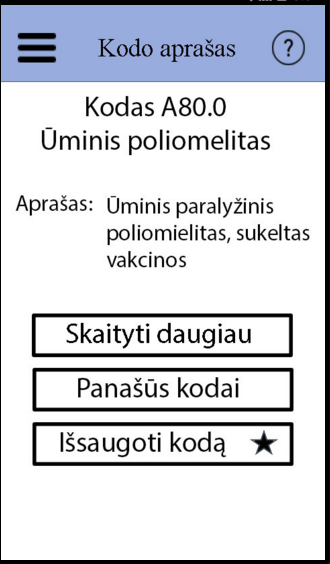 Kodo aprašas ?
Kodas A80.0
Ūminis poliomelitas
Aprašas: Ūminis paralyžinis
poliomielitas, sukeltas
vakcinos
Skaityti daugiau
Panašūs kodai
Išsaugoti kodą